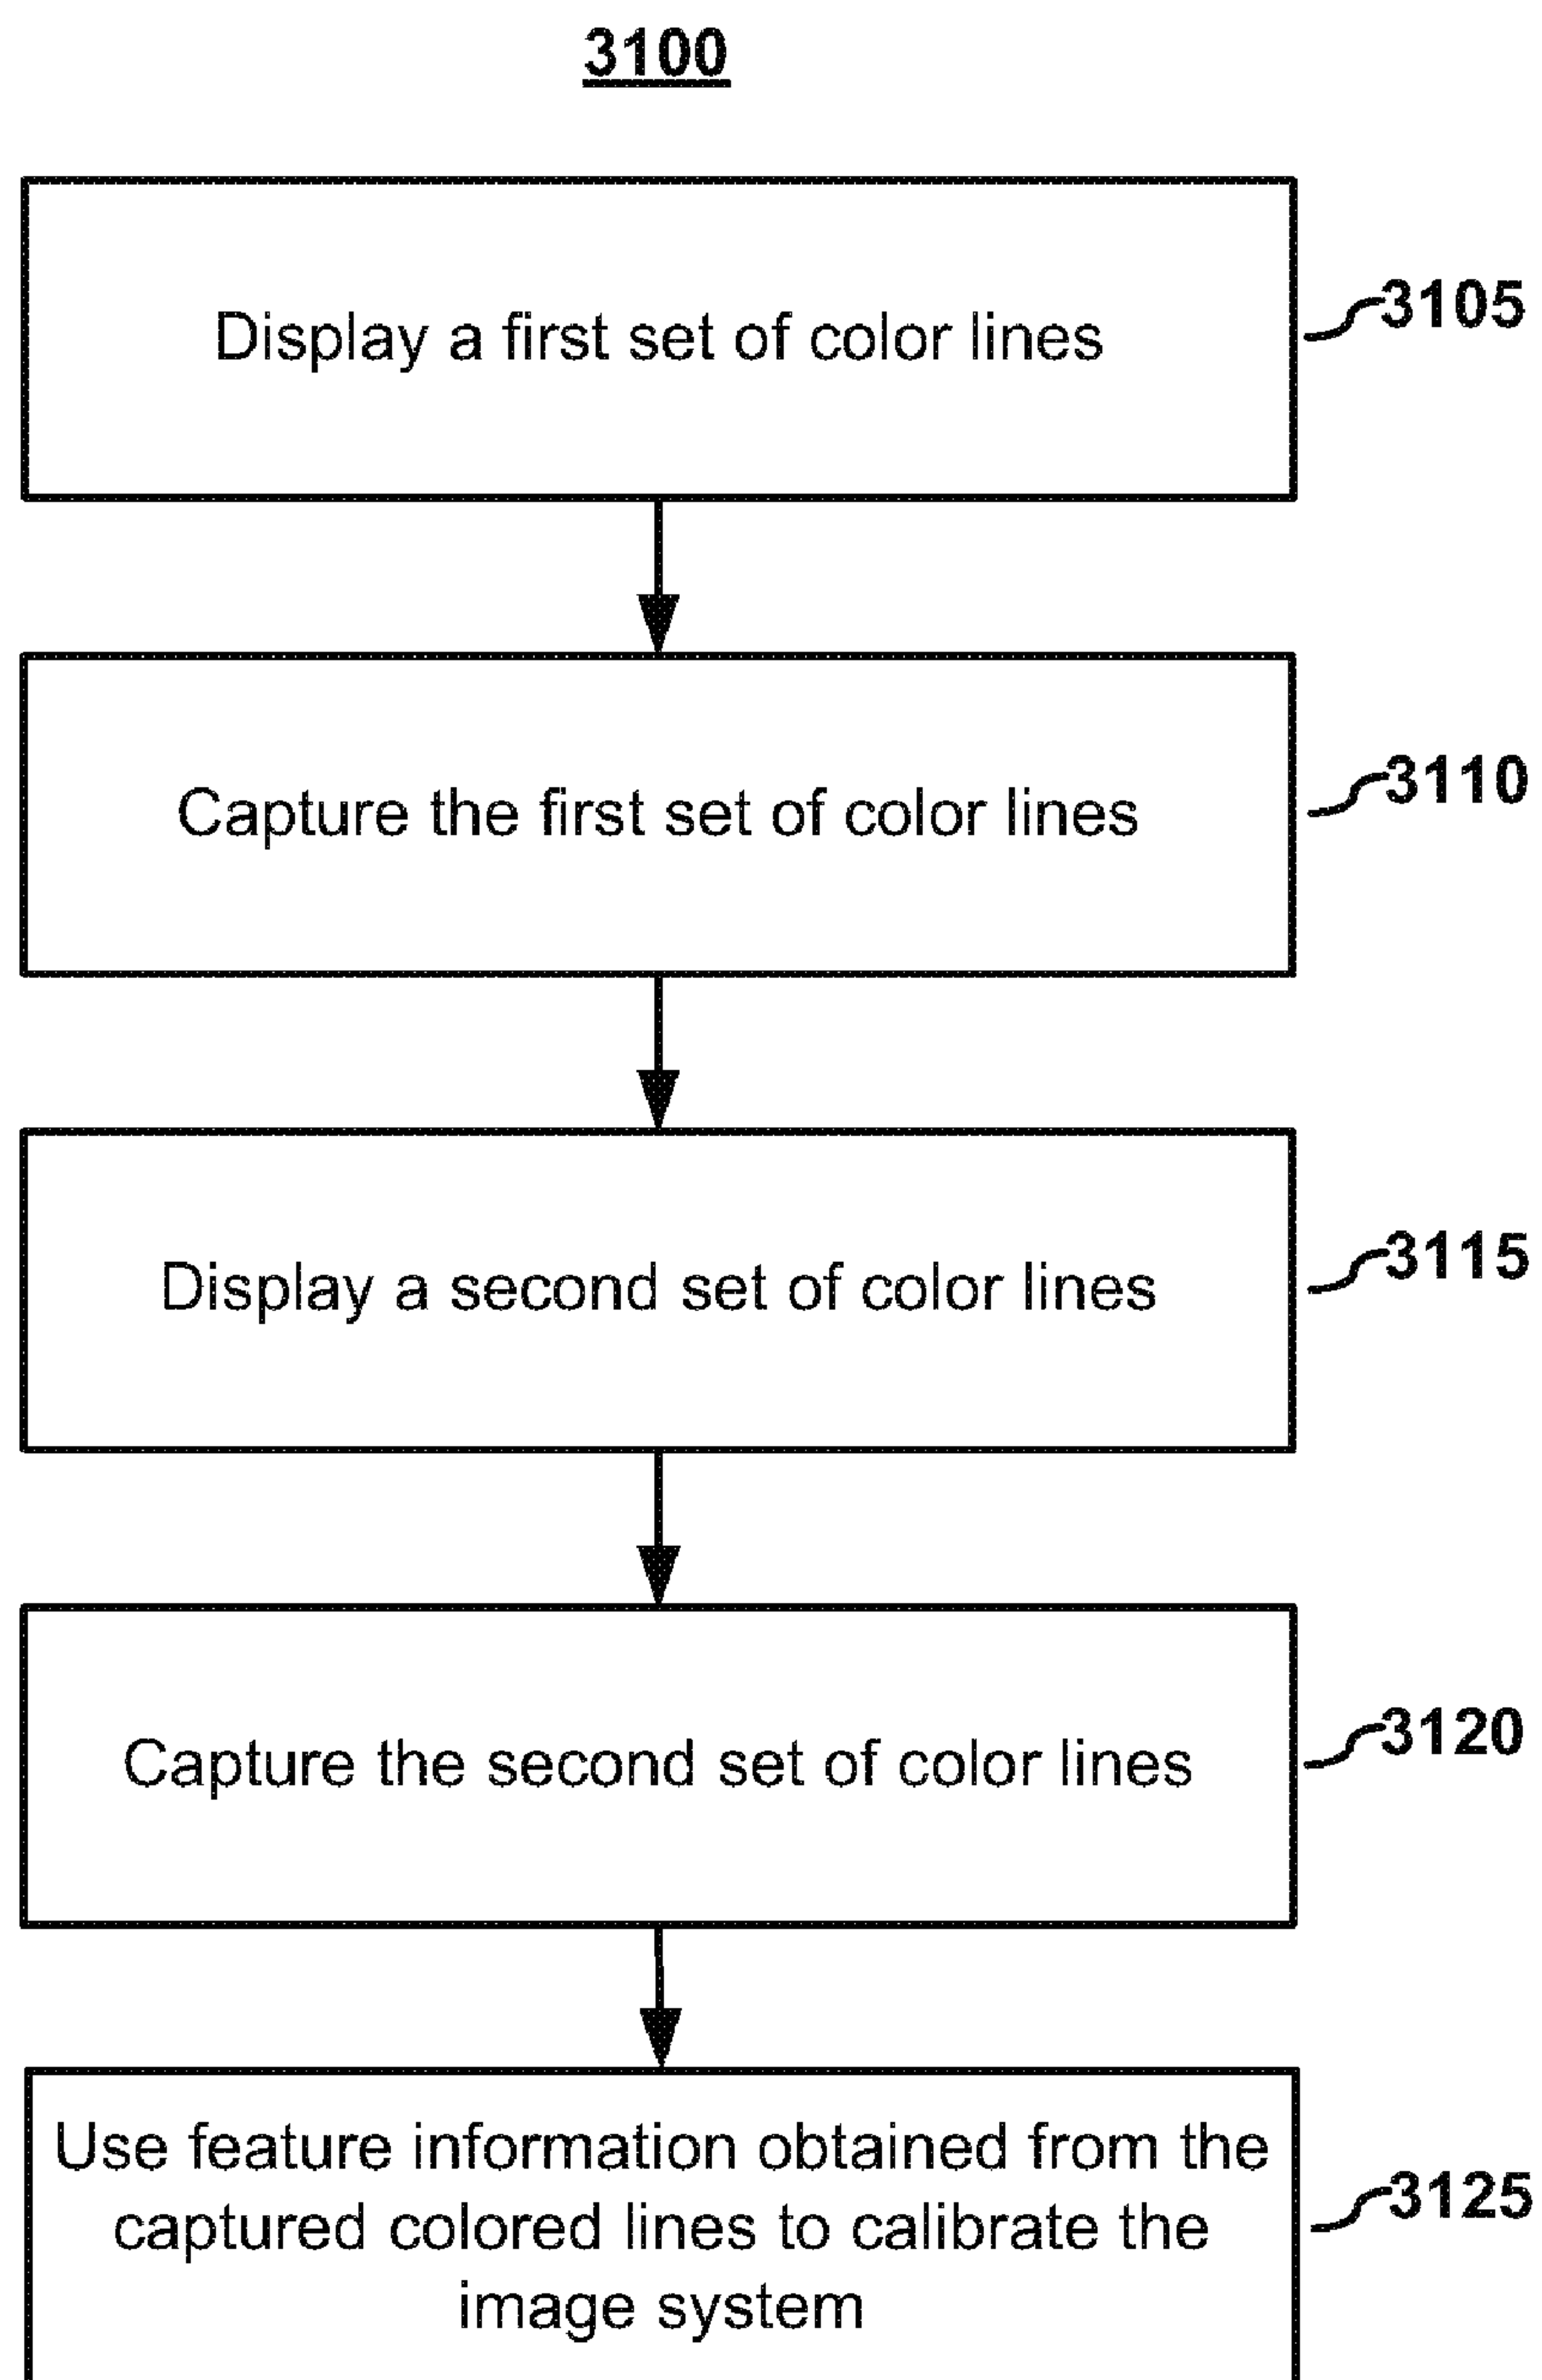 3100
Display a first set of color lines
3105
Capture the first set of color lines
3110
Display a second set of color lines
3115
Capture the second set of color lines
3120
Use feature information obtained from the
captured colored lines to calibrate the
image system
3125